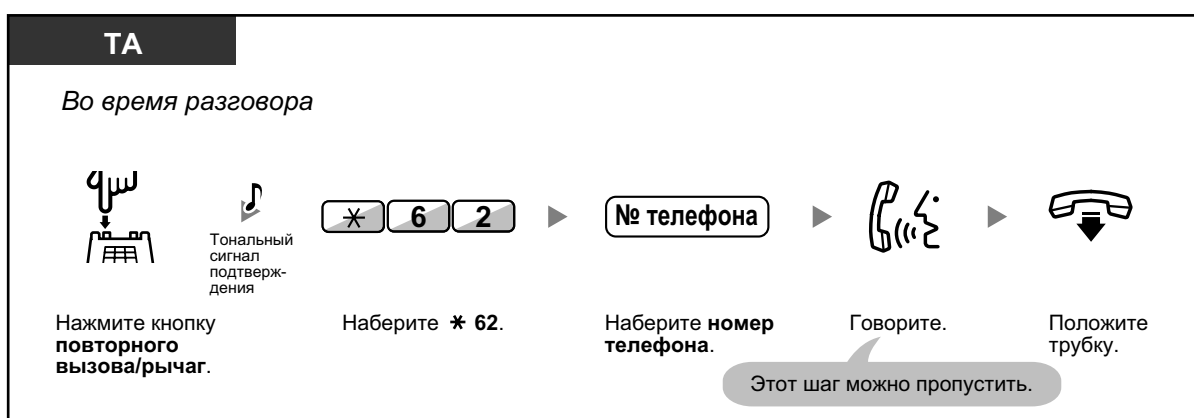 ТА
Во время разговора
Тональный
сигнал
подтверж-
дения
* 6 2
№ телефона
Нажмите кнопку
повторного
вызова/рычаг.
Наберите * 62.
Наберите номер
телефона.
Говорите.
Положите
трубку.
Этот шаг можно пропустить.